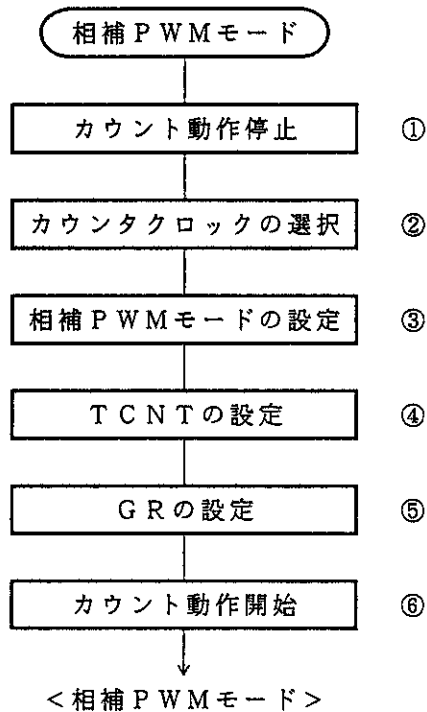 相補PWMモード
カウント動作停止 ①
カウンタクロックの選択 ②
相補PWMモードの設定 ③
TCNTの設定 ④
GRの設定 ⑤
カウント動作開始 ⑥
<相補PWMモード>